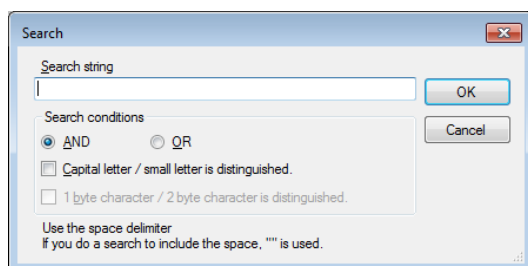 Search
Search string
OK
Search conditions
AND OR
Cancel
Capital letter / small letter is distinguished.
1 byte character / 2 byte character is distinguished.
Use the space delimiter
If you do a search to include the space, "" is used.